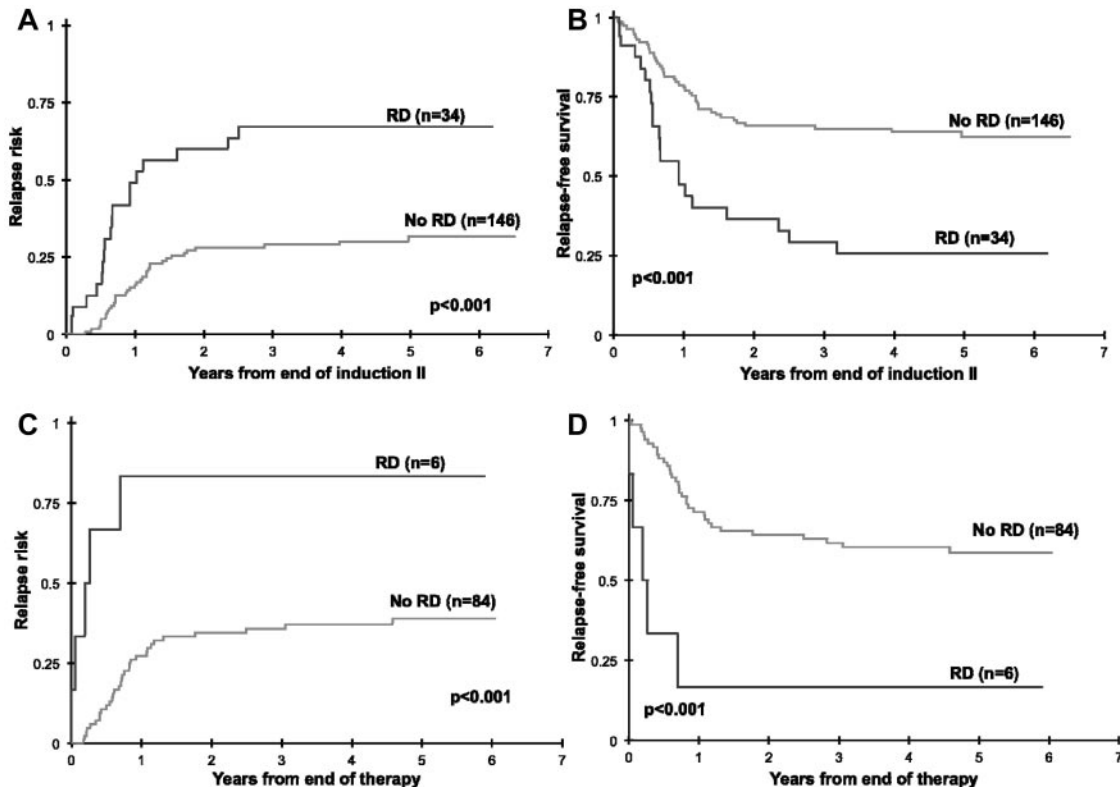 A
1
0.75
0.5
0.25
0
Relapse risk
RD (n=34)
No RD (n=146)
p<0.001
0 1 2 3 4 5 6 7
Years from end of induction II
B
1
0.75
0.5
0.25
0
Relapse-free survival
No RD (n=146)
RD (n=34)
p<0.001
0 1 2 3 4 5 6 7
Years from end of induction II
C
1
0.75
0.5
0.25
0
Relapse risk
RD (n=6)
No RD (n=84)
p<0.001
0 1 2 3 4 5 6 7
Years from end of therapy
D
1
0.75
0.5
0.25
0
Relapse-free survival
No RD (n=84)
RD (n=6)
p<0.001
0 1 2 3 4 5 6 7
Years from end of therapy